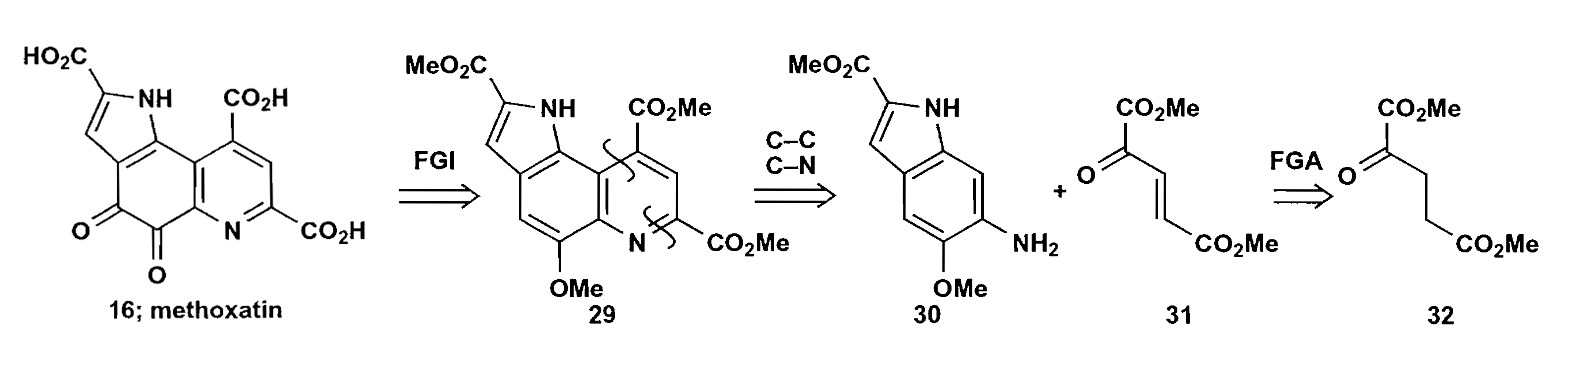 HO₂C
NH
CO₂H
N
CO₂H
O
O
16; methoxatin
FGI
MeO₂C
NH
CO₂Me
N
CO₂Me
OMe
29
C–C
C–N
MeO₂C
NH
NH₂
OMe
30
+
CO₂Me
O
CO₂Me
31
FGA
CO₂Me
O
CO₂Me
32